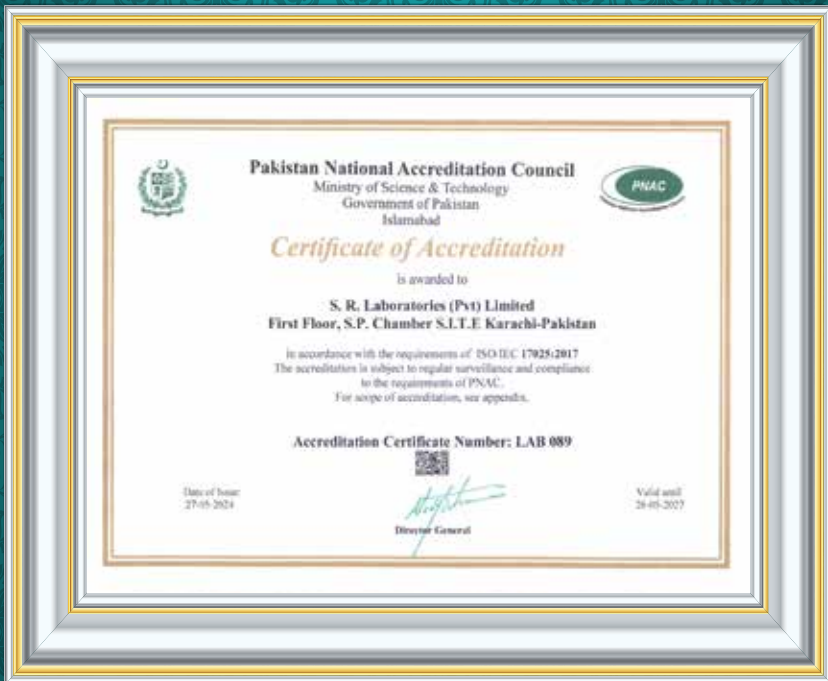 Pakistan National Accreditation Council
Ministry of Science & Technology
Government of Pakistan
Islamabad
PNAC
Certificate of Accreditation
is awarded to
S. R. Laboratories (Pvt) Limited
First Floor, S.P. Chamber S.I.T.E Karachi-Pakistan
in accordance with the requirements of ISO/IEC 17025:2017
The accreditation is subject to regular surveillance and compliance
to the requirements of PNAC.
For scope of accreditation, see appendix.
Accreditation Certificate Number: LAB 089
Date of Issue:
27-05-2024
Valid until
26-05-2027
Director General